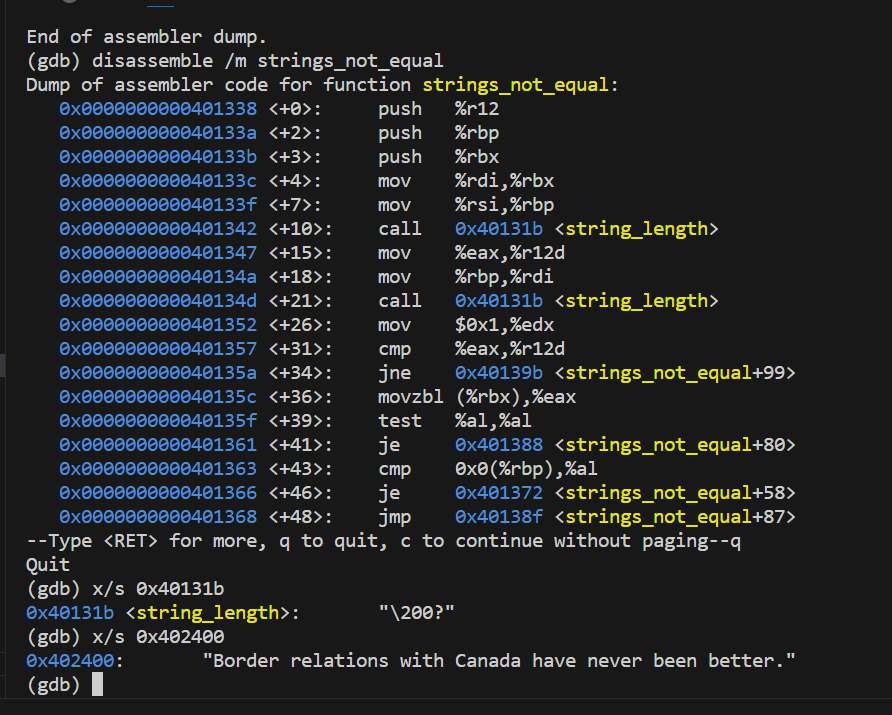 End of assembler dump.
(gdb) disassemble /m strings_not_equal
Dump of assembler code for function strings_not_equal:
   0x0000000000401338 <+0>:     push   %r12
   0x000000000040133a <+2>:     push   %rbp
   0x000000000040133b <+3>:     push   %rbx
   0x000000000040133c <+4>:     mov    %rdi,%rbx
   0x000000000040133f <+7>:     mov    %rsi,%rbp
   0x0000000000401342 <+10>:    call   0x40131b <string_length>
   0x0000000000401347 <+15>:    mov    %eax,%r12d
   0x000000000040134a <+18>:    mov    %rbp,%rdi
   0x000000000040134d <+21>:    call   0x40131b <string_length>
   0x0000000000401352 <+26>:    mov    $0x1,%edx
   0x0000000000401357 <+31>:    cmp    %eax,%r12d
   0x000000000040135a <+34>:    jne    0x40139b <strings_not_equal+99>
   0x000000000040135c <+36>:    movzbl (%rbx),%eax
   0x000000000040135f <+39>:    test   %al,%al
   0x0000000000401361 <+41>:    je     0x401388 <strings_not_equal+80>
   0x0000000000401363 <+43>:    cmp    0x0(%rbp),%al
   0x0000000000401366 <+46>:    je     0x401372 <strings_not_equal+58>
   0x0000000000401368 <+48>:    jmp    0x40138f <strings_not_equal+87>
--Type <RET> for more, q to quit, c to continue without paging--q
Quit
(gdb) x/s 0x40131b
0x40131b <string_length>:       "\200?"
(gdb) x/s 0x402400
0x402400:       "Border relations with Canada have never been better."
(gdb)